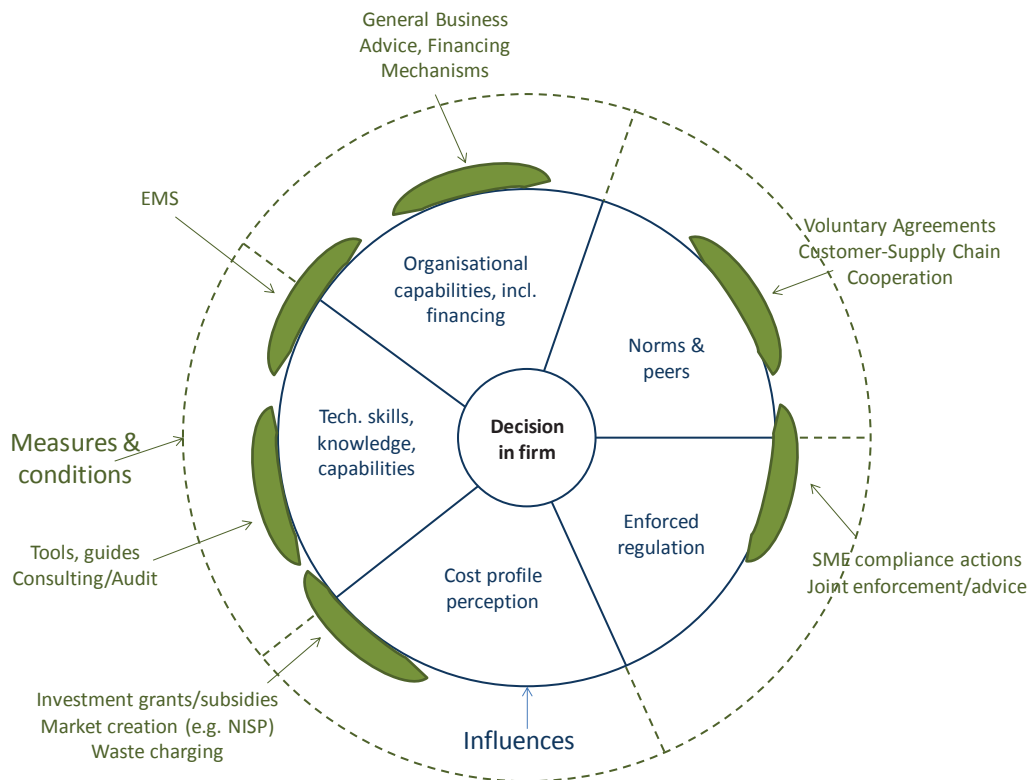 General Business
Advice, Financing
Mechanisms
EMS
Voluntary Agreements
Customer-Supply Chain
Cooperation
Organisational
capabilities, incl.
financing
Norms &
peers
Tech. skills,
knowledge,
capabilities
Decision
in firm
Measures &
conditions
Enforced
regulation
Tools, guides
Consulting/Audit
SME compliance actions
Joint enforcement/advice
Cost profile
perception
Investment grants/subsidies
Market creation (e.g. NISP)
Waste charging
Influences